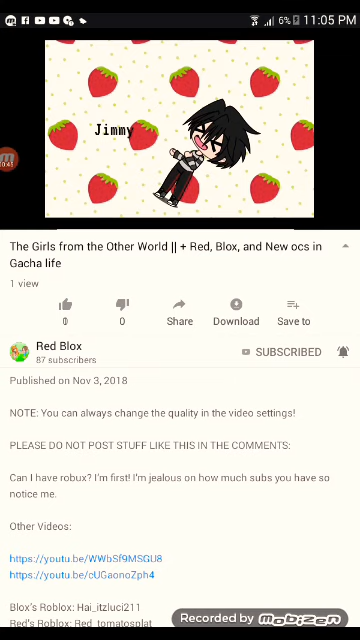 6% 11:05 PM
Jimmy
00:45
The Girls from the Other World || + Red, Blox, and New ocs in
Gacha life
1 view
0 0 Share Download Save to
Red Blox
87 subscribers
SUBSCRIBED
Published on Nov 3, 2018
NOTE: You can always change the quality in the video settings!
PLEASE DO NOT POST STUFF LIKE THIS IN THE COMMENTS:
Can I have robux? I'm first! I'm jealous on how much subs you have so
notice me.
Other Videos:
https://youtu.be/WWbSf9MSGU8
https://youtu.be/cUGaonoZph4
Blox's Roblox: Hai_itzluci211
Red's Roblox: Red_tomatosplat
Recorded by Mobizen